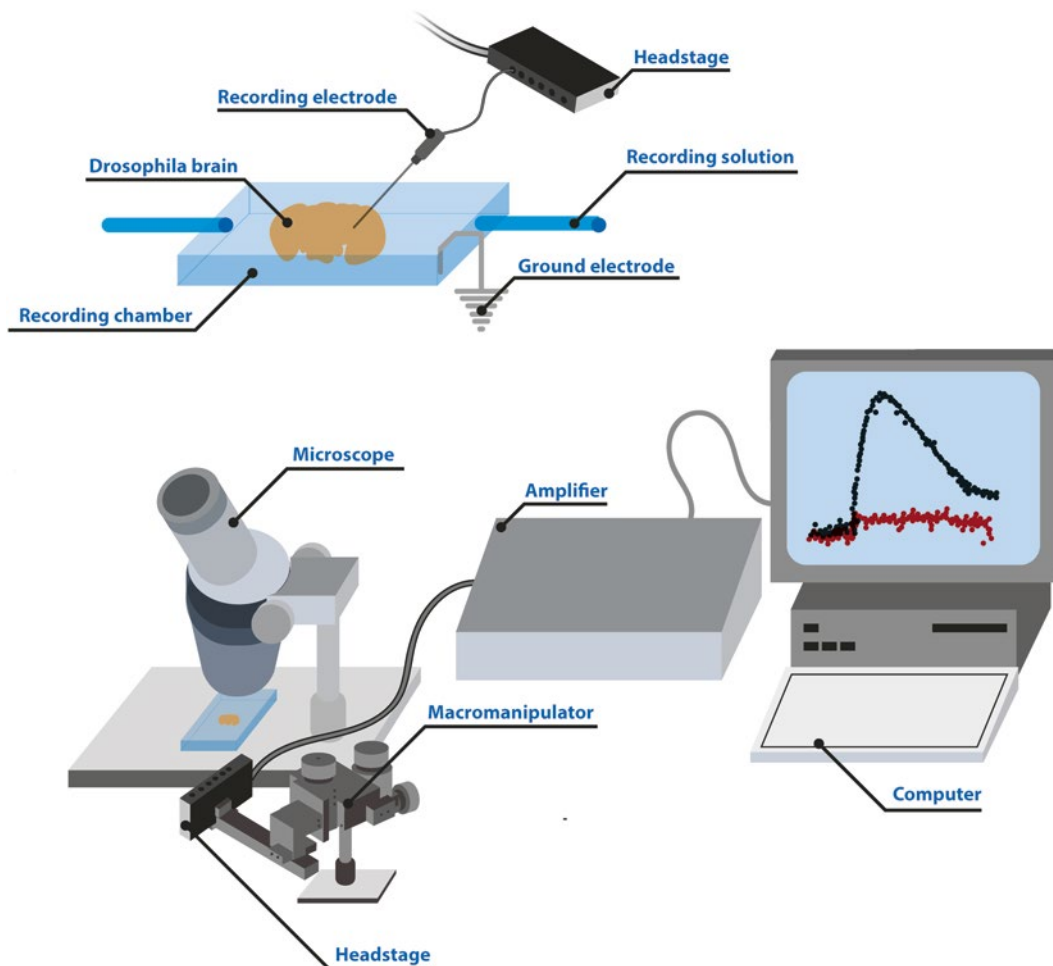 Headstage
Recording electrode
Drosophila brain
Recording solution
Ground electrode
Recording chamber
Microscope
Amplifier
Macromanipulator
Computer
Headstage